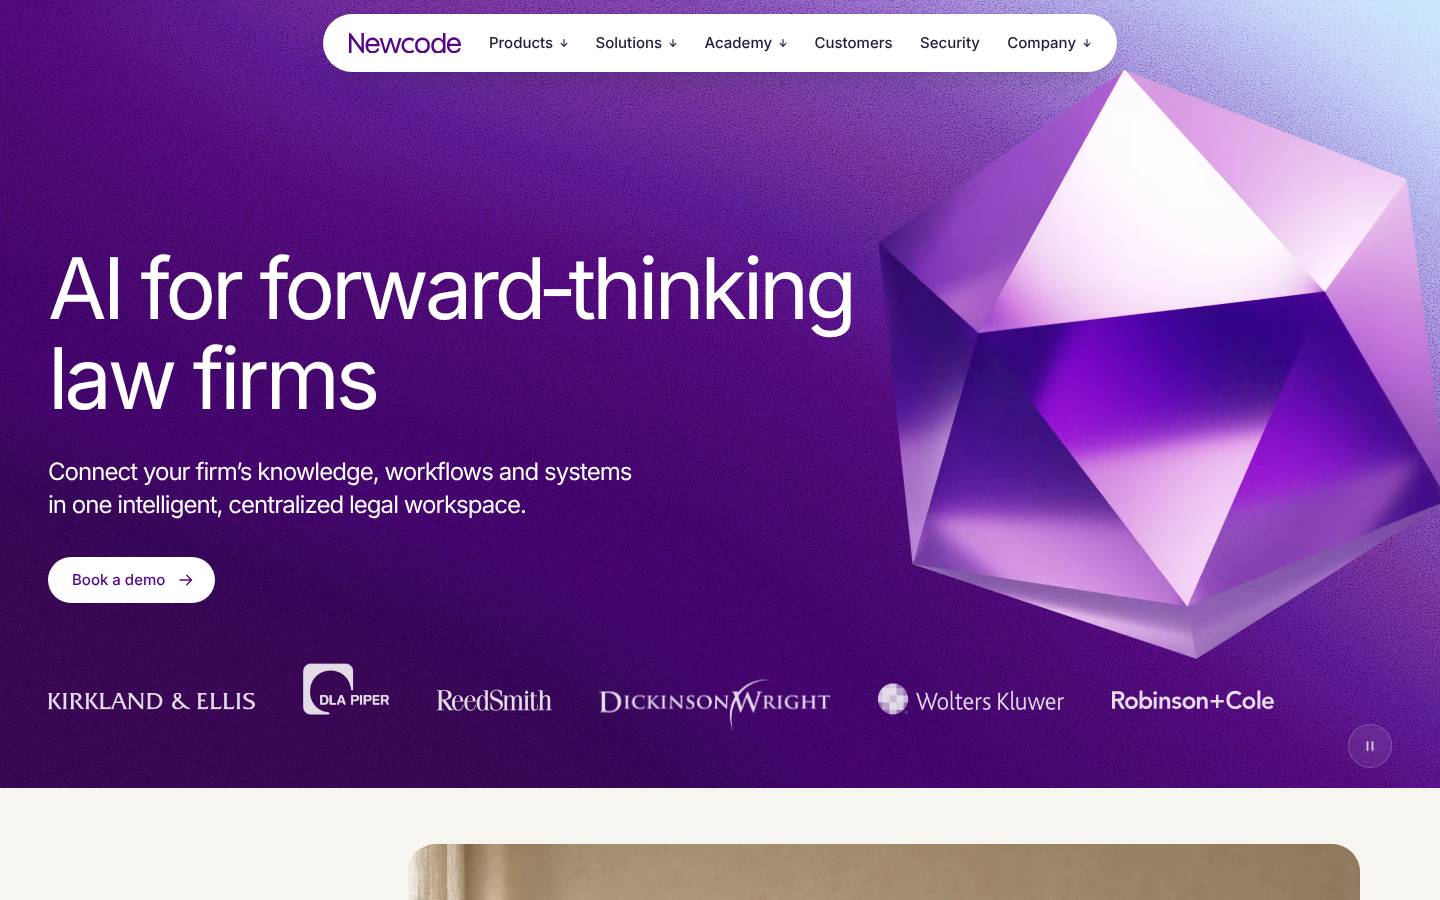 Newcode Products Solutions Academy Customers Security Company
AI for forward-thinking
law firms
Connect your firm’s knowledge, workflows and systems
in one intelligent, centralized legal workspace.
Book a demo
KIRKLAND & ELLIS DLA PIPER ReedSmith DICKINSON WRIGHT Wolters Kluwer Robinson+Cole